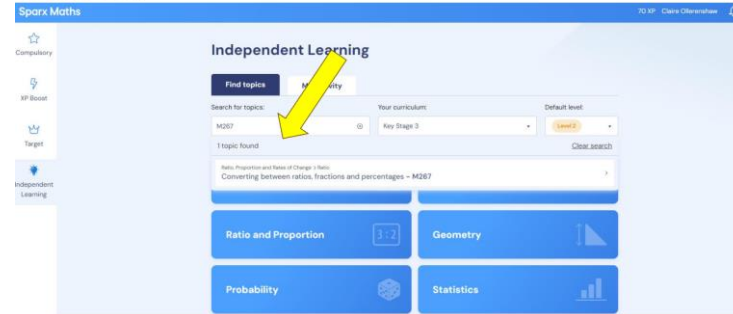 Sparx Maths
70 XP Claire Ollerenshaw
Compulsory
XP Boost
Target
Independent Learning
Independent Learning
Find topics
Search for topics:
Your curriculum:
Default level:
M267
Key Stage 3
Level 2
1 topic found
Clear search
Ratio, Proportion and Rates of Change > Ratio
Converting between ratios, fractions and percentages - M267
Ratio and Proportion
3:2
Geometry
Probability
Statistics